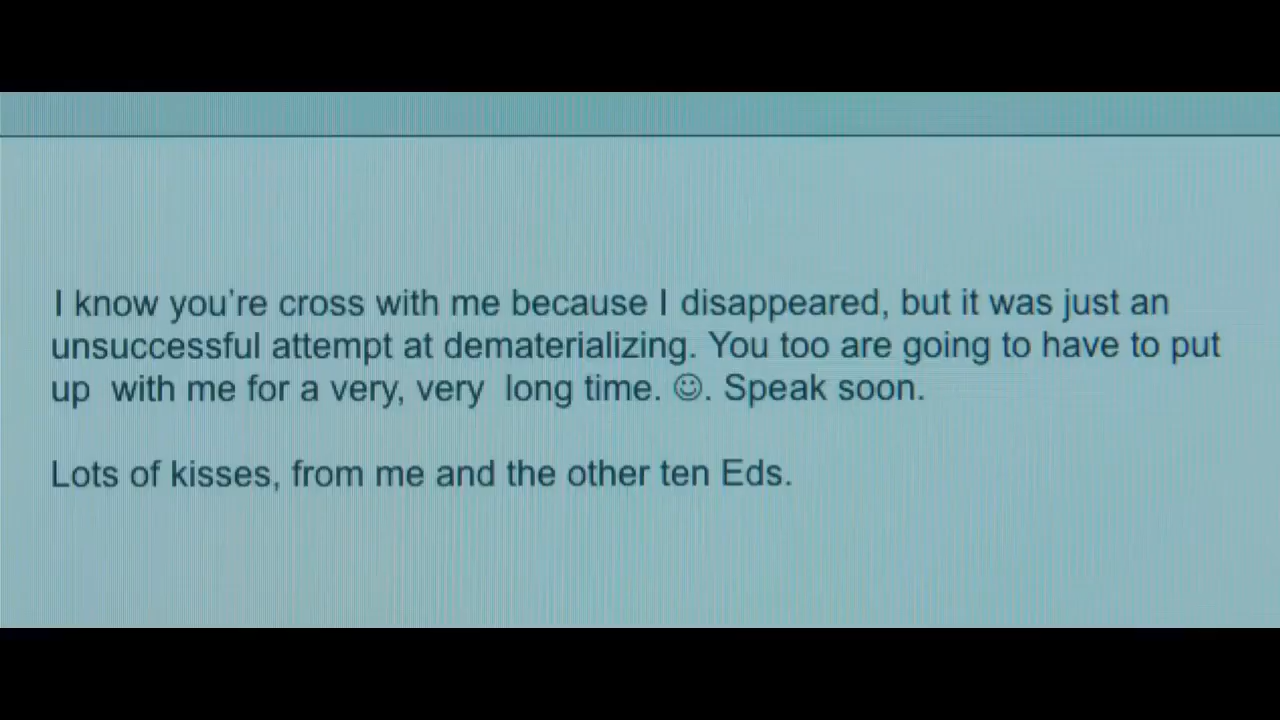 I know you're cross with me because I disappeared, but it was just an
unsuccessful attempt at dematerializing. You too are going to have to put
up  with me for a very, very  long time. ☺. Speak soon.
Lots of kisses, from me and the other ten Eds.